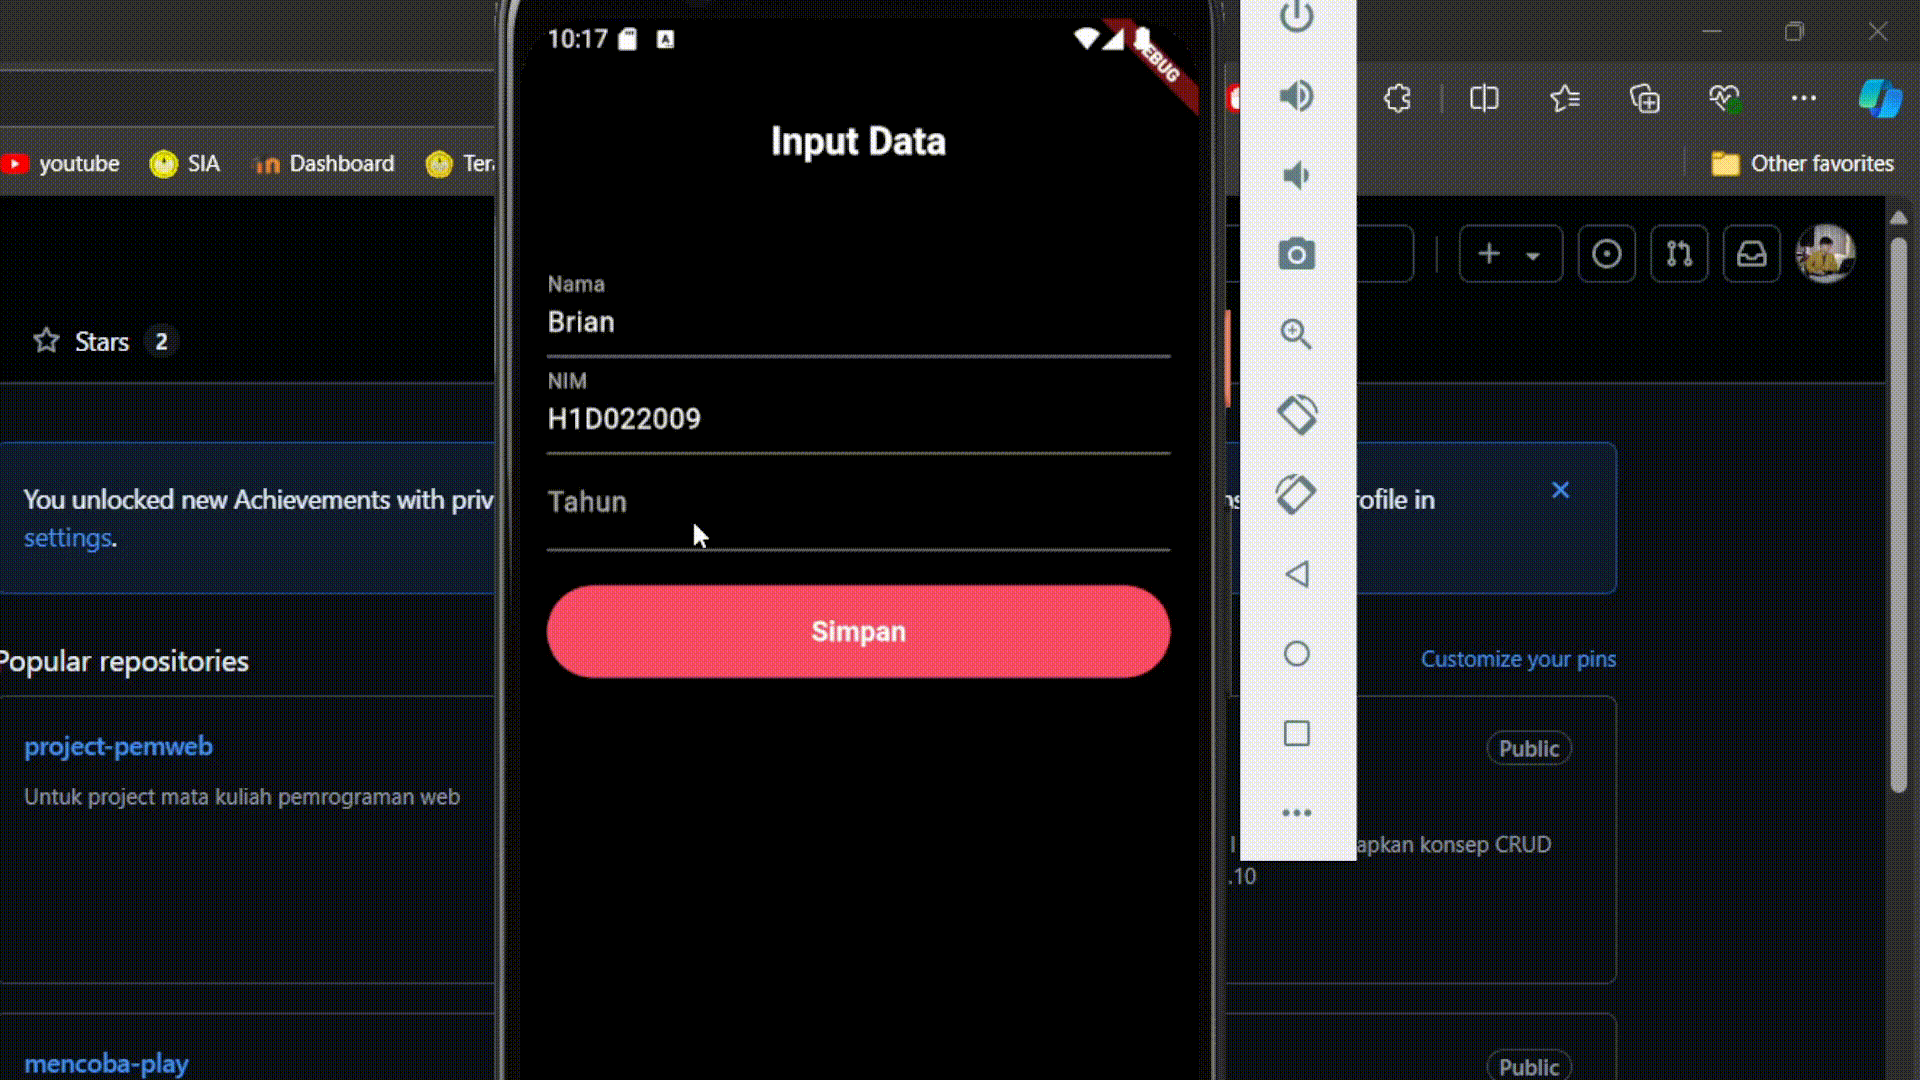 10:17
Input Data
youtube
SIA
Dashboard
Other favorites
Nama
Brian
Stars 2
NIM
H1D022009
You unlocked new Achievements with priv
ofile in
settings.
Tahun
Simpan
Popular repositories
Customize your pins
project-pemweb
Public
Untuk project mata kuliah pemrograman web
apkan konsep CRUD
.10
mencoba-play
Public